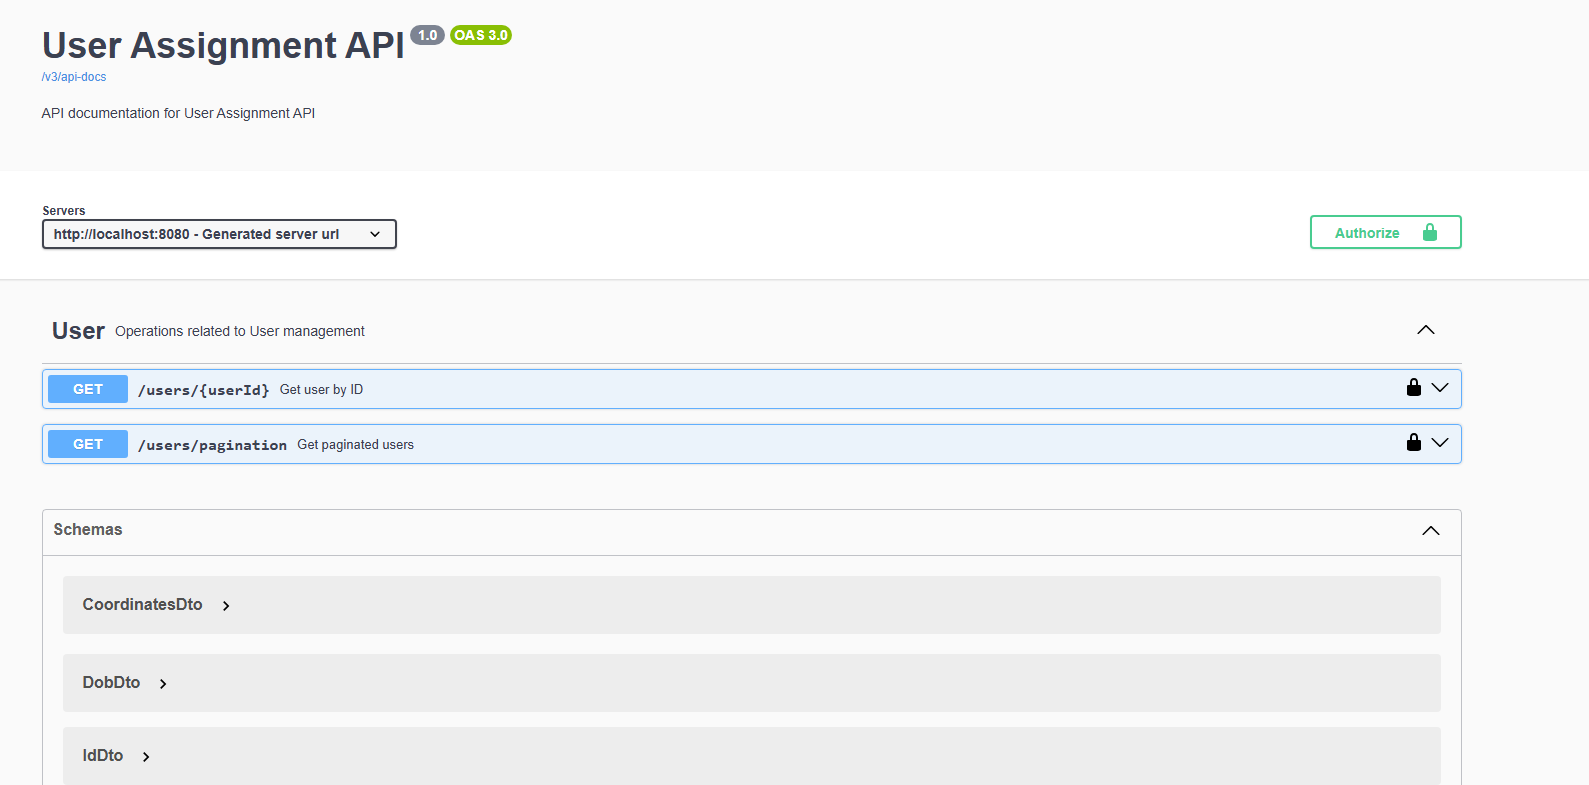 User Assignment API 1.0 OAS 3.0
/v3/api-docs
API documentation for User Assignment API
Servers
http://localhost:8080 - Generated server url
Authorize
User Operations related to User management
GET /users/{userId} Get user by ID
GET /users/pagination Get paginated users
Schemas
CoordinatesDto
DobDto
IdDto